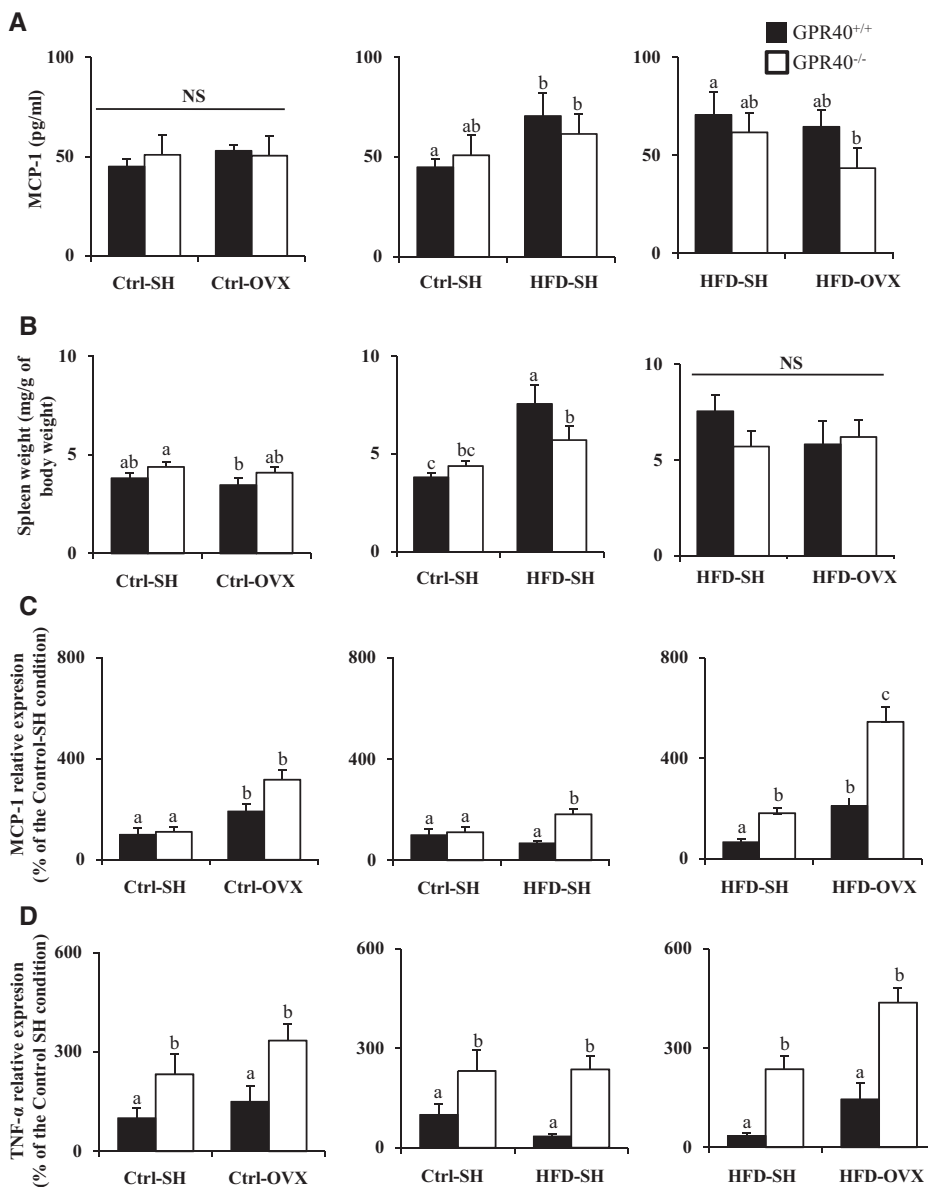 A
GPR40+/+
GPR40-/-
MCP-1 (pg/ml)
100
50
0
NS
Ctrl-SH Ctrl-OVX
100
50
0
a ab b b
Ctrl-SH HFD-SH
100
50
0
a ab ab b
HFD-SH HFD-OVX
B
Spleen weight (mg/g of
body weight)
10
5
0
ab a b ab
Ctrl-SH Ctrl-OVX
10
5
0
c bc a b
Ctrl-SH HFD-SH
10
5
0
NS
HFD-SH HFD-OVX
C
MCP-1 relative expresion
(% of the Control-SH condition)
800
400
0
a a b b
Ctrl-SH Ctrl-OVX
800
400
0
a a a b
Ctrl-SH HFD-SH
800
400
0
a b b c
HFD-SH HFD-OVX
D
TNF-α relative expresion
(% of the Control SH condition)
600
300
0
a b a b
Ctrl-SH Ctrl-OVX
600
300
0
a b a b
Ctrl-SH HFD-SH
600
300
0
a b a b
HFD-SH HFD-OVX